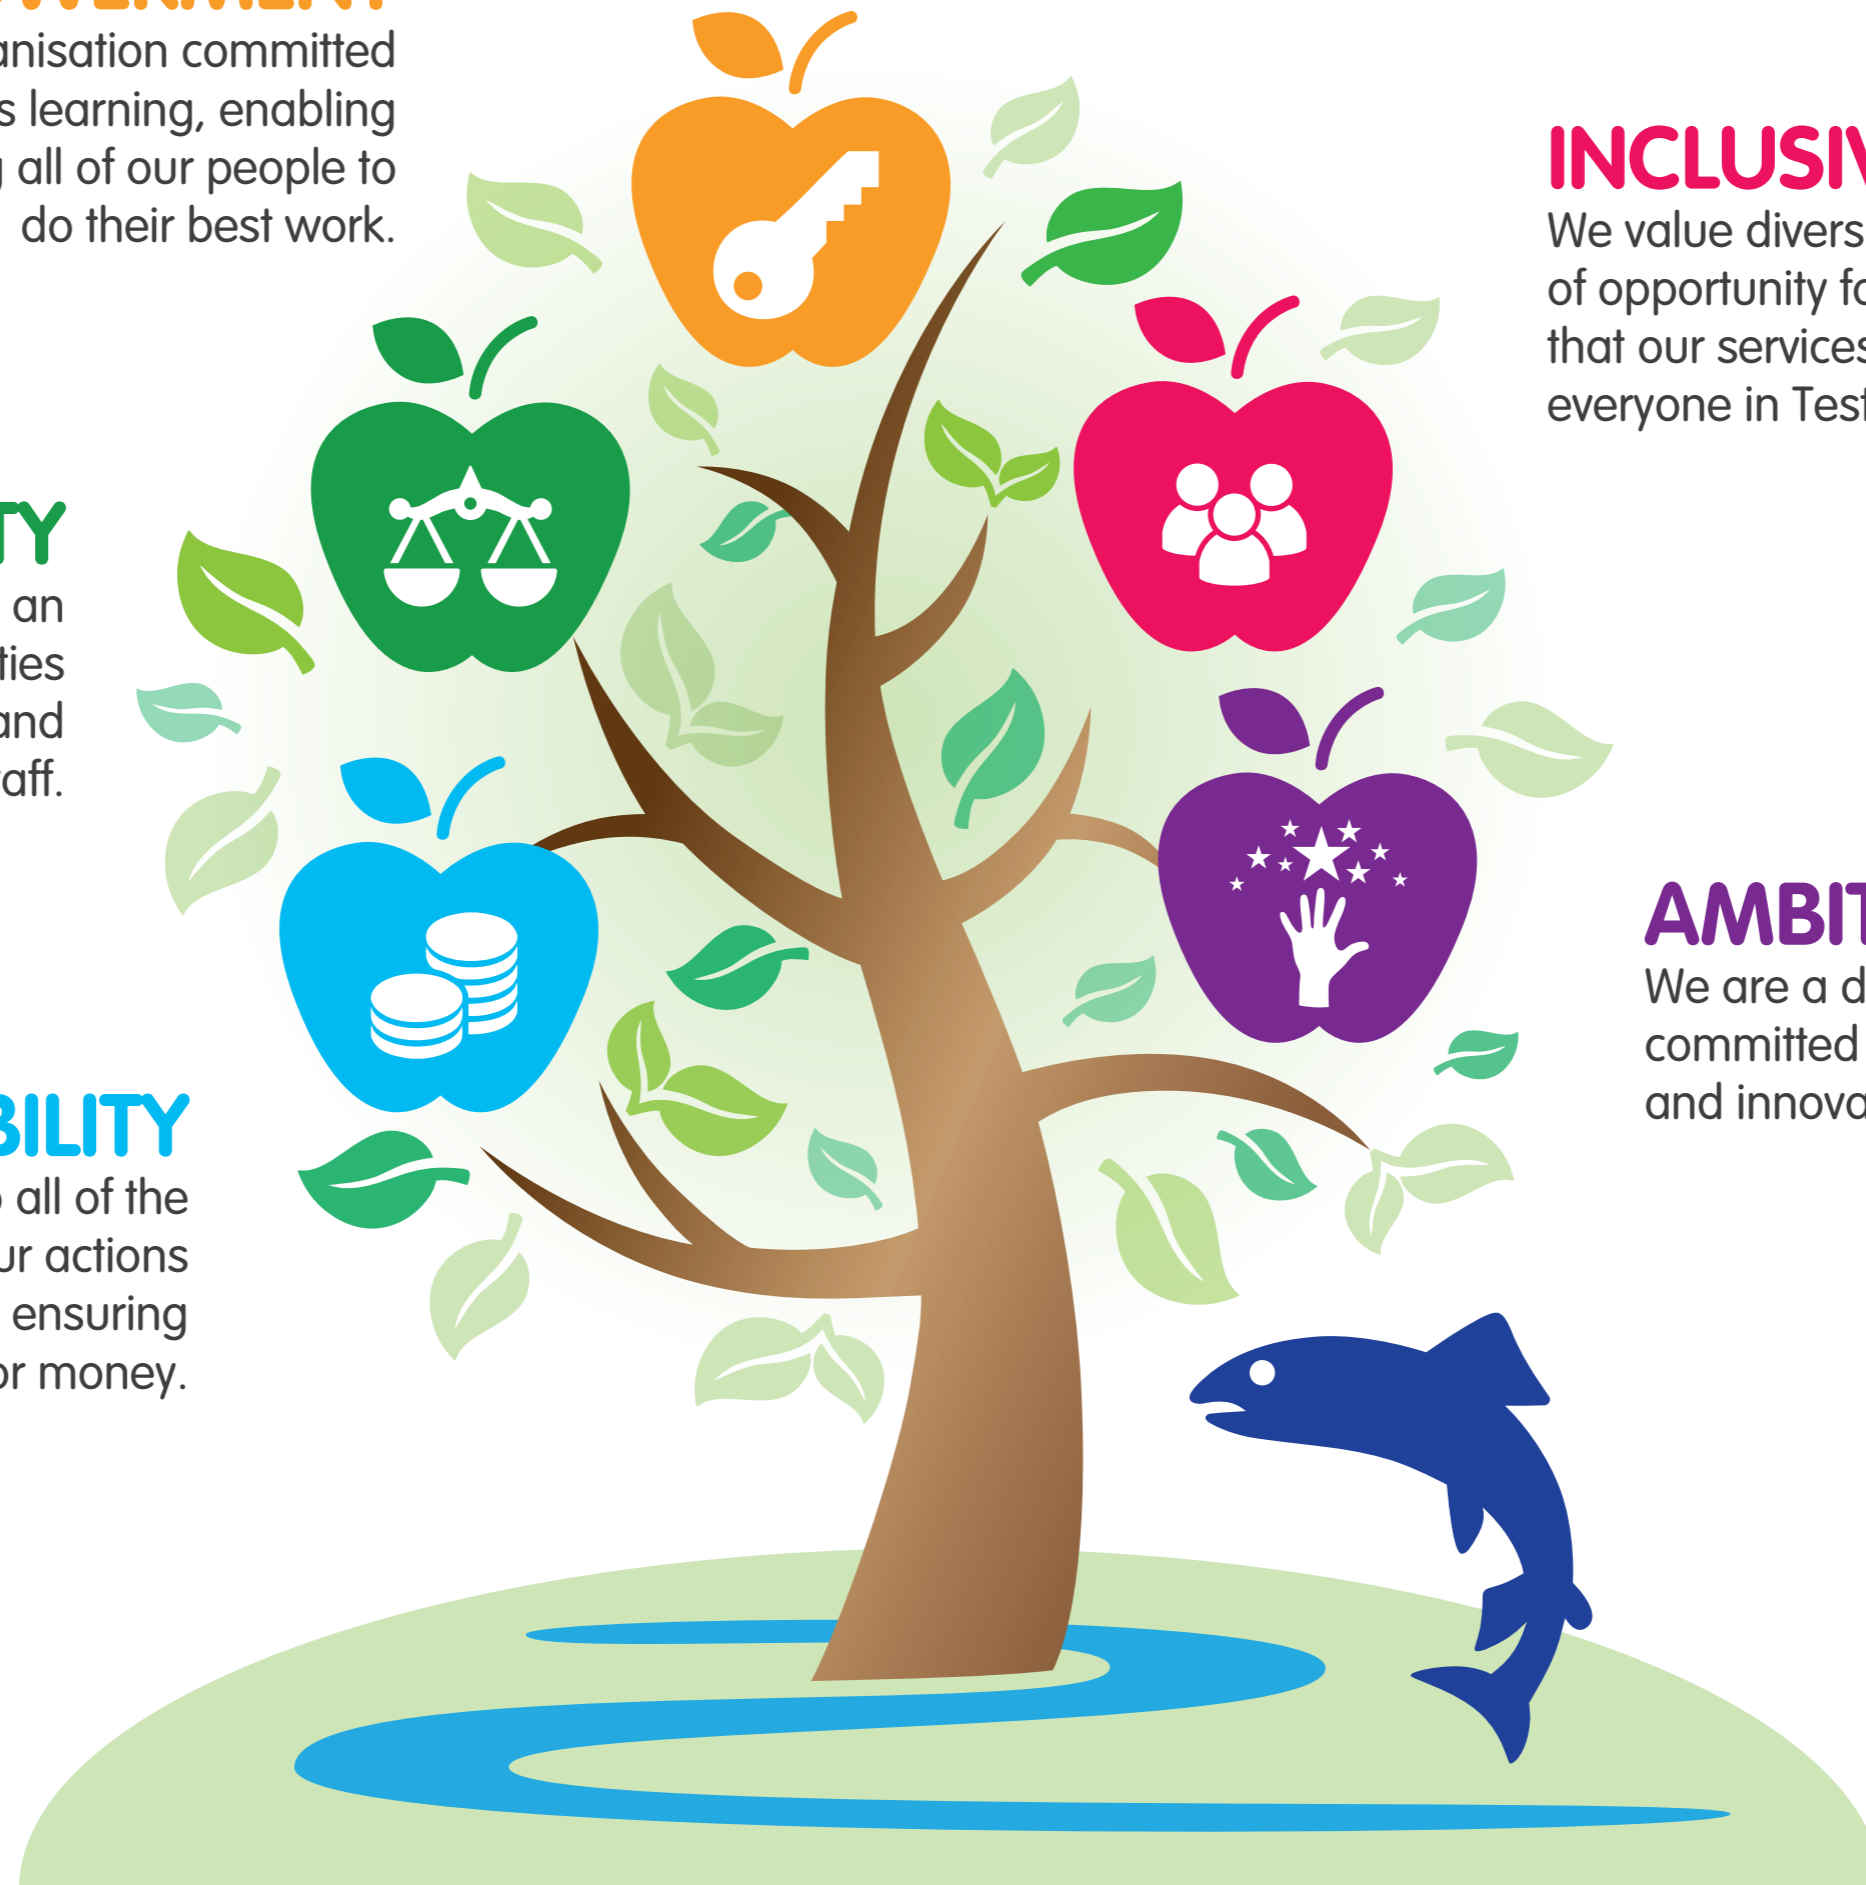 anisation committed
s learning, enabling
all of our people to
do their best work.
INCLUSIV
We value divers
of opportunity fo
that our services
everyone in Test
TY
an
ties
and
aff.
AMBIT
We are a d
committed
and innova
BILITY
all of the
ur actions
ensuring
or money.